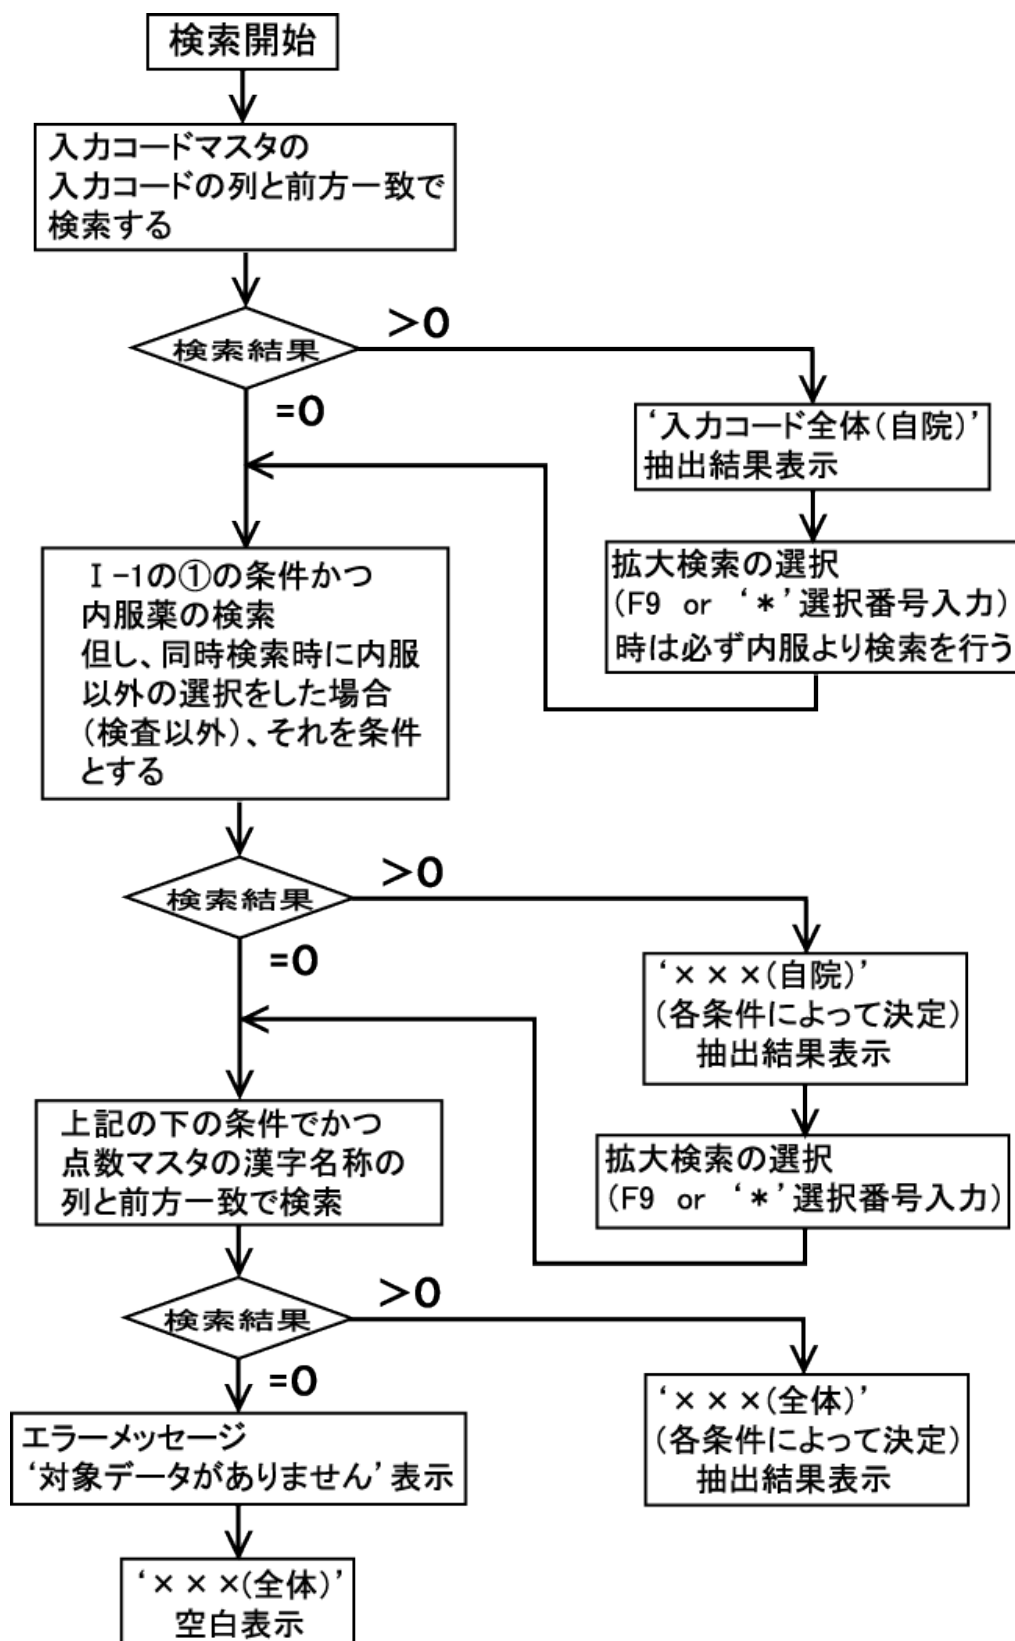 検索開始
入力コードマスタの
入力コードの列と前方一致で
検索する
検索結果
＞0
=0
‘入力コード全体(自院)’
抽出結果表示
拡大検索の選択
(F9 or ‘*’選択番号入力)
時は必ず内服より検索を行う
Ⅰ-1の①の条件かつ
内服薬の検索
但し、同時検索時に内服
以外の選択をした場合
(検査以外)、それを条件
とする
検索結果
＞0
=0
‘×××(自院)’
(各条件によって決定)
抽出結果表示
拡大検索の選択
(F9 or ‘*’選択番号入力)
上記の下の条件でかつ
点数マスタの漢字名称の
列と前方一致で検索
検索結果
＞0
=0
‘×××(全体)’
(各条件によって決定)
抽出結果表示
エラーメッセージ
‘対象データがありません’表示
‘×××(全体)’
空白表示